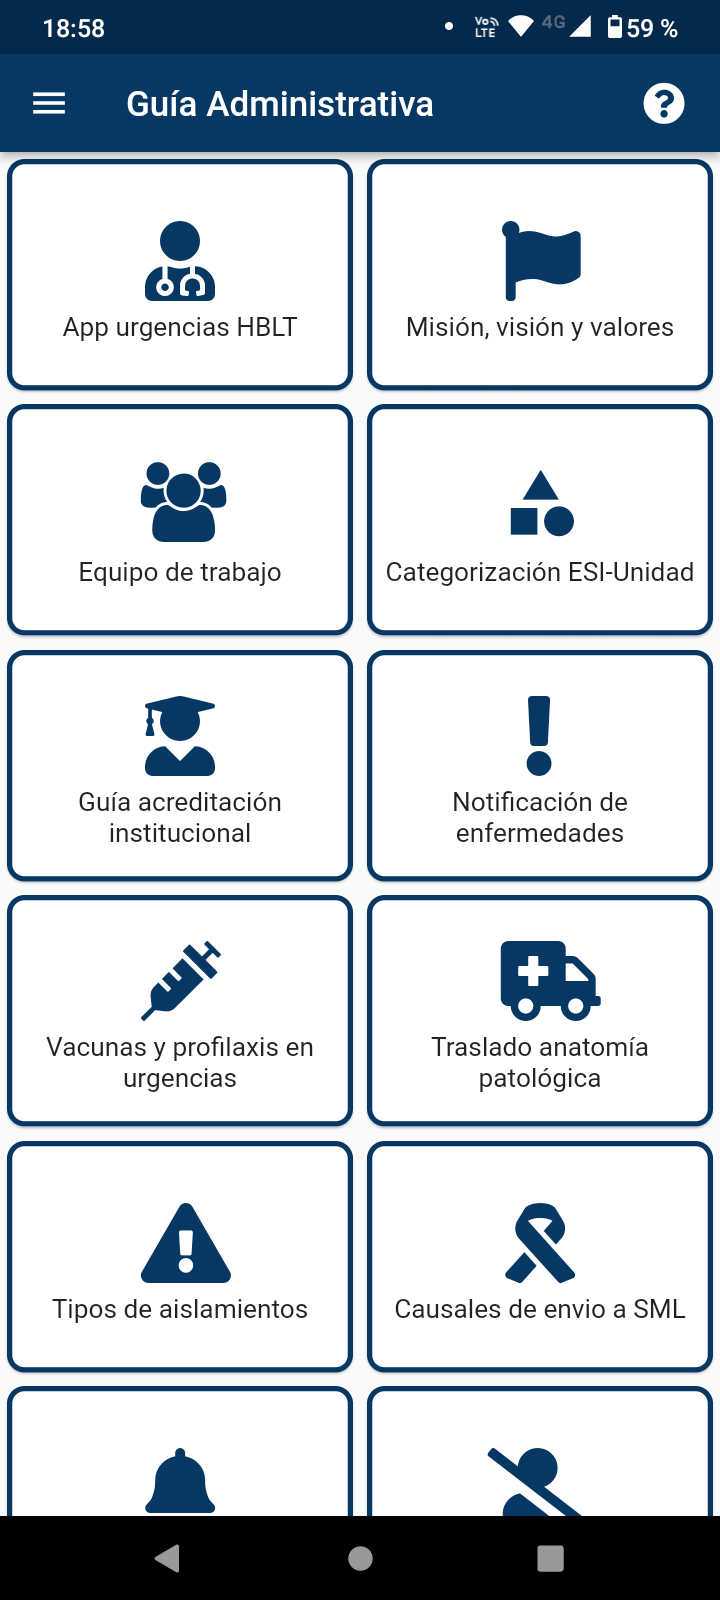 18:58
Vo LTE 4G 59 %
Guía Administrativa
App urgencias HBLT
Misión, visión y valores
Equipo de trabajo
Categorización ESI-Unidad
Guía acreditación
institucional
Notificación de
enfermedades
Vacunas y profilaxis en
urgencias
Traslado anatomía
patológica
Tipos de aislamientos
Causales de envio a SML